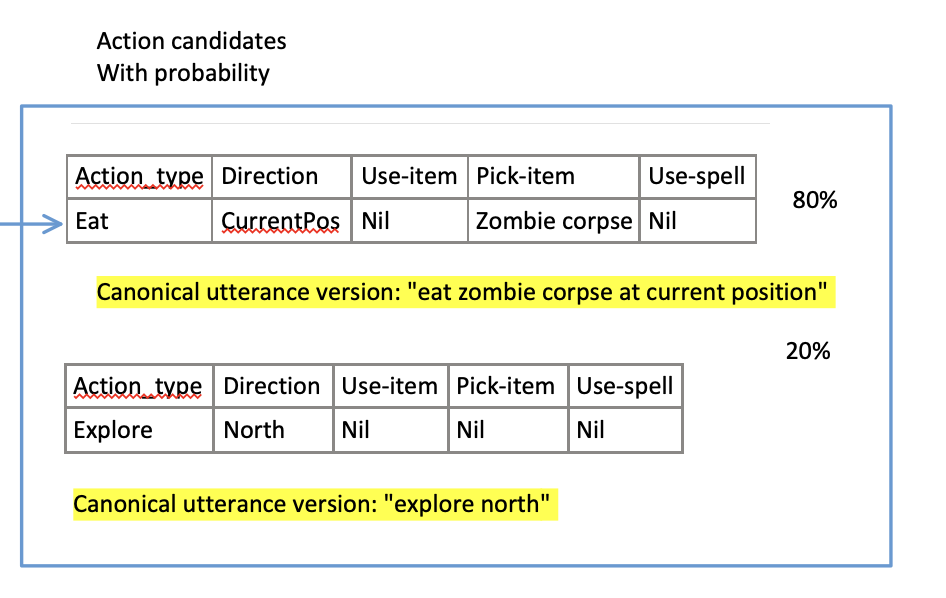 Action candidates
With probability
Action_type Direction Use-item Pick-item Use-spell
80%
Eat CurrentPos Nil Zombie corpse Nil
Canonical utterance version: "eat zombie corpse at current position"
20%
Action_type Direction Use-item Pick-item Use-spell
Explore North Nil Nil Nil
Canonical utterance version: "explore north"